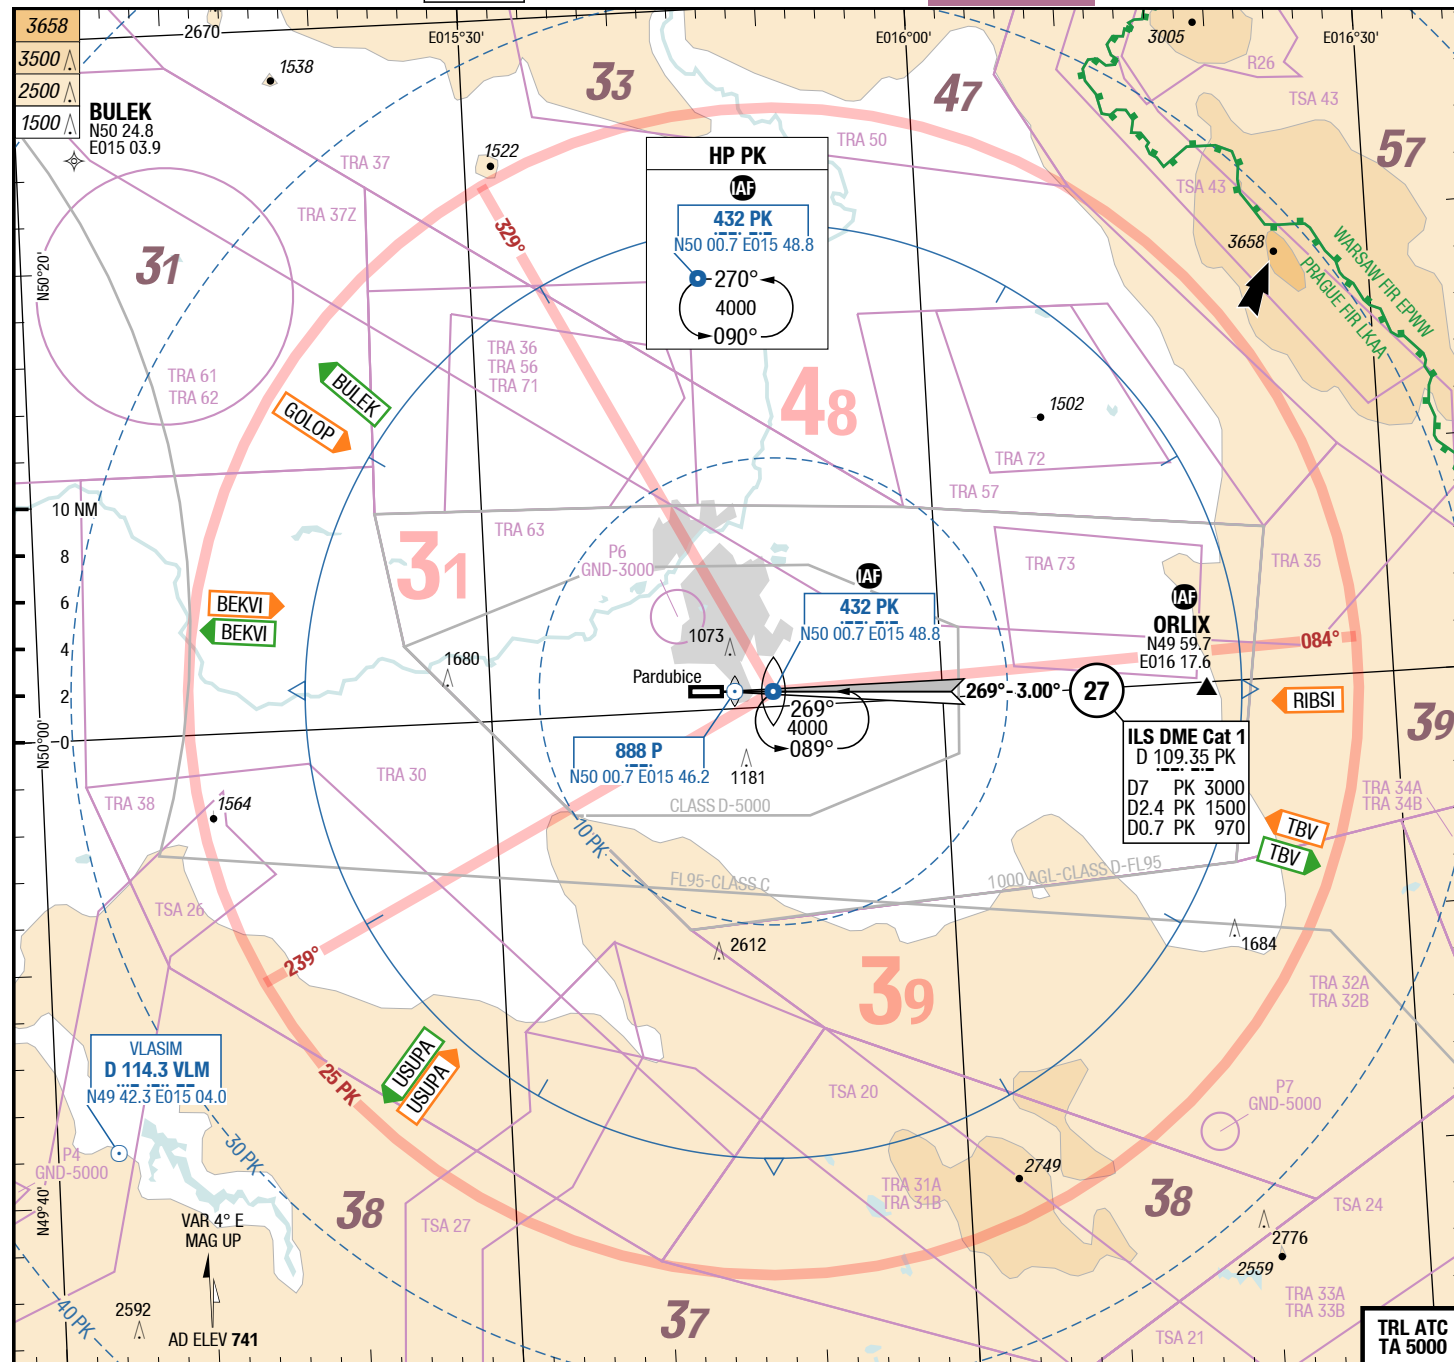 3658
3500
2500
1500
2670
E015°30'
E016°00'
E016°30'
3005
R26
TSA 43
1538
33
47
57
BULEK
N50 24.8
E015 03.9
TRA 37
1522
HP PK
IAF
432 PK
N50 00.7 E015 48.8
270°
4000
090°
TRA 50
TSA 43
TRA 37Z
329°
3658
WARSAW FIR EPWW
PRAGUE FIR LKAA
N50°20'
31
TRA 61
TRA 62
BULEK
GOLOP
TRA 36
TRA 56
TRA 71
48
1502
TRA 72
TRA 57
10 NM
8
6
4
2
0
TRA 63
31
P6
GND-3000
TRA 73
TRA 35
IAF
432 PK
N50 00.7 E015 48.8
IAF
ORLIX
N49 59.7
E016 17.6
084°
BEKVI
BEKVI
1073
1680
Pardubice
269°- 3.00°
27
RIBSI
269°
4000
089°
39
N50°00'
888 P
N50 00.7 E015 46.2
1181
ILS DME Cat 1
D 109.35 PK
D7 PK 3000
D2.4 PK 1500
D0.7 PK 970
TRA 30
TRA 38
1564
CLASS D-5000
10 PK
TRA 34A
TRA 34B
TBV
TBV
FL95-CLASS C
1000 AGL-CLASS D-FL95
TSA 26
239°
2612
1684
39
TRA 32A
TRA 32B
VLASIM
D 114.3 VLM
N49 42.3 E015 04.0
USUPA
USUPA
25 PK
TSA 20
P7
GND-5000
P4
GND-5000
30 PK
2749
TRA 31A
TRA 31B
38
38
TSA 24
N49°40'
VAR 4° E
MAG UP
TSA 27
2776
2559
TRA 33A
TRA 33B
40 PK
2592
AD ELEV 741
37
TSA 21
TRL ATC
TA 5000